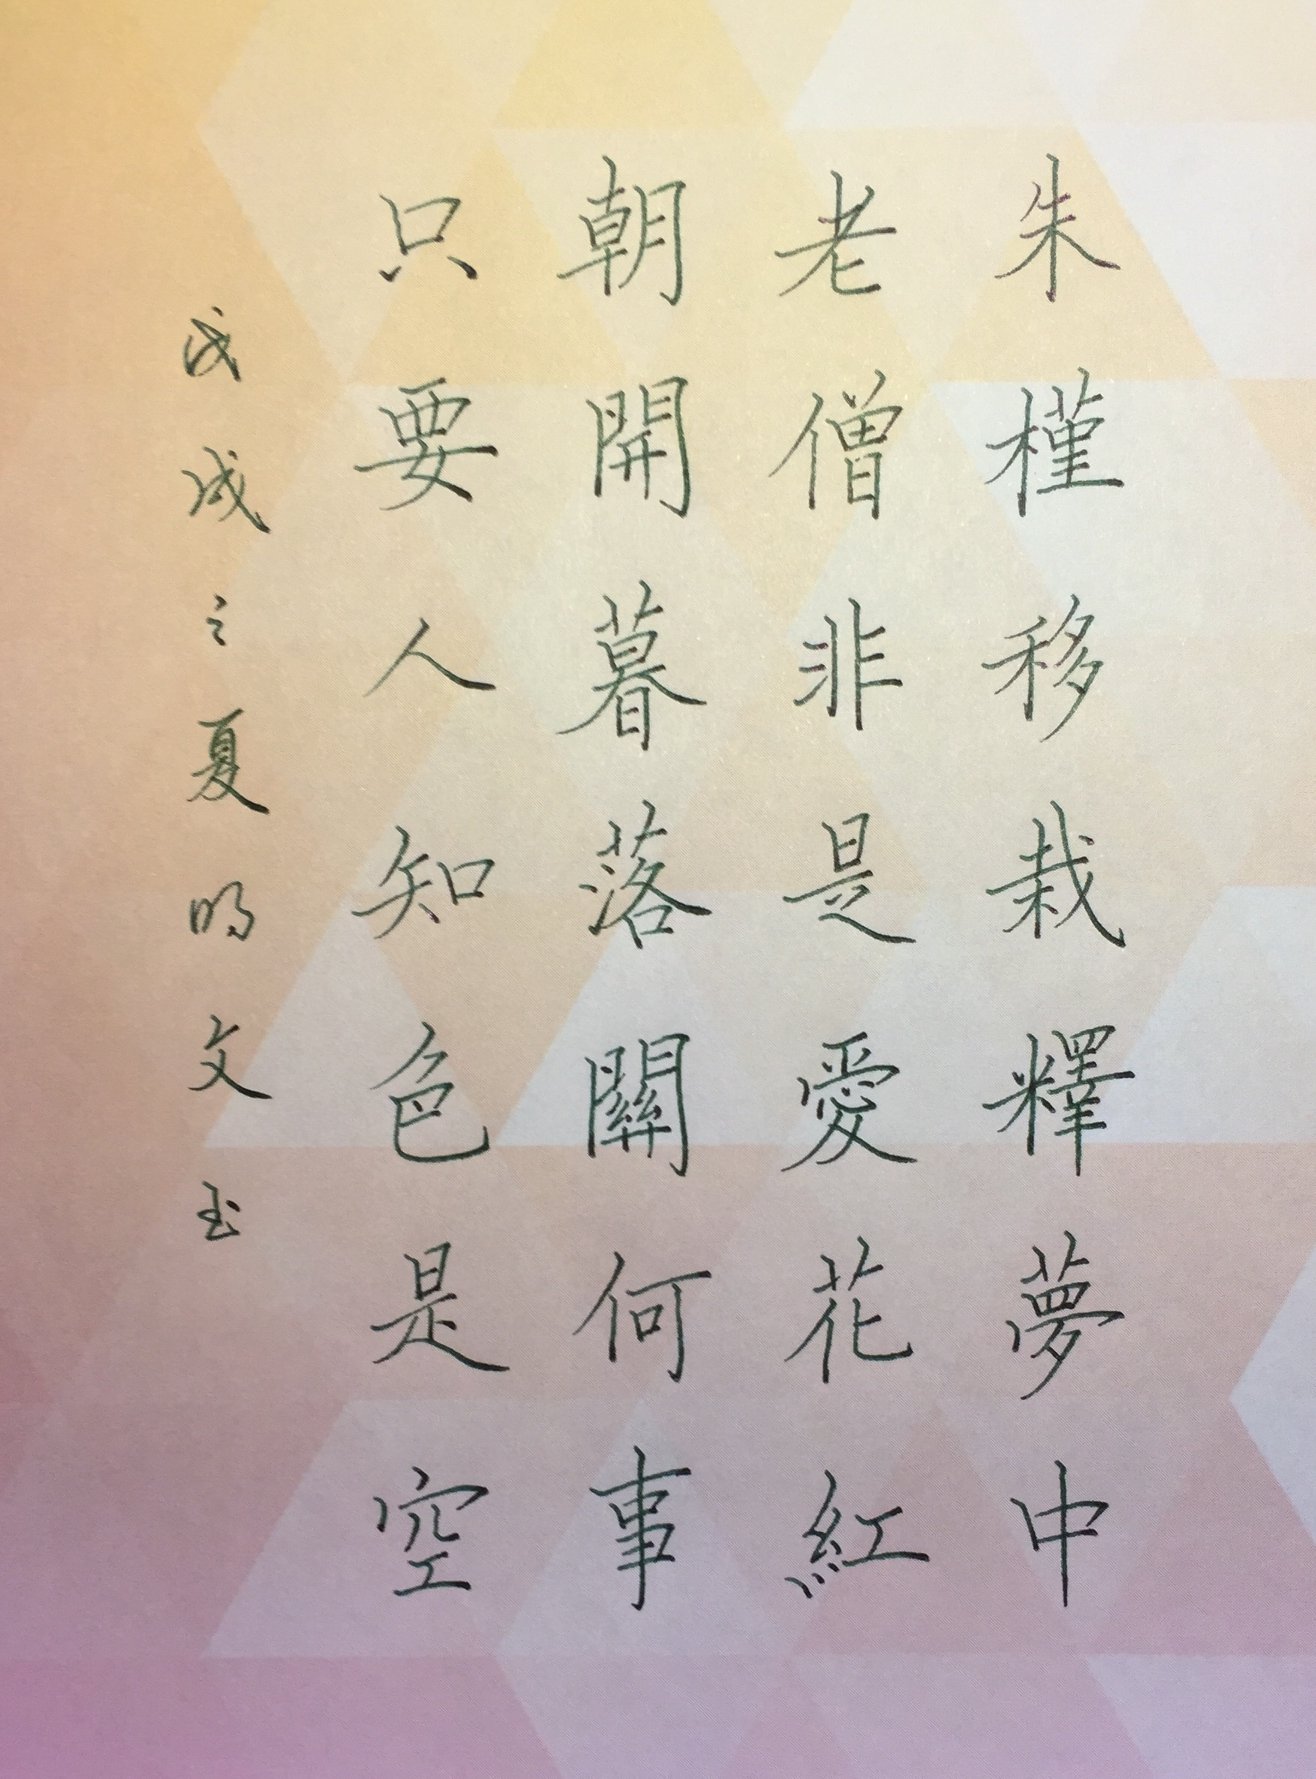 朱槿移栽釋夢中
老僧非是愛花紅
朝開暮落關何事
只要人知色是空
戊戌之夏明文書